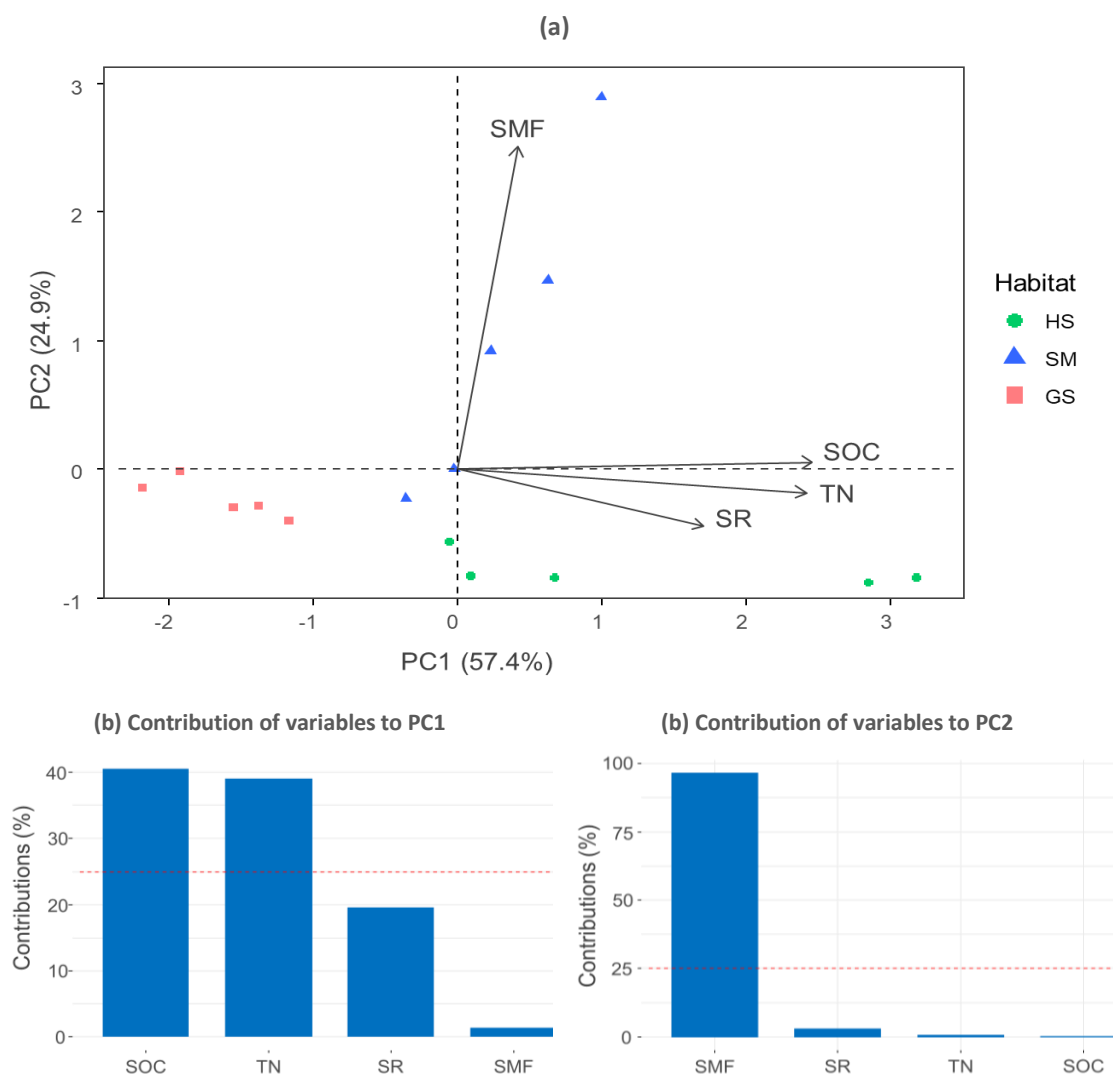 (a)
3
2
1
0
-1
PC2 (24.9%)
SMF
SOC
TN
SR
-2
-1
0
1
2
3
PC1 (57.4%)
Habitat
HS
SM
GS
(b) Contribution of variables to PC1
40
30
20
10
0
Contributions (%)
SOC TN SR SMF
(b) Contribution of variables to PC2
100
75
50
25
0
Contributions (%)
SMF SR TN SOC